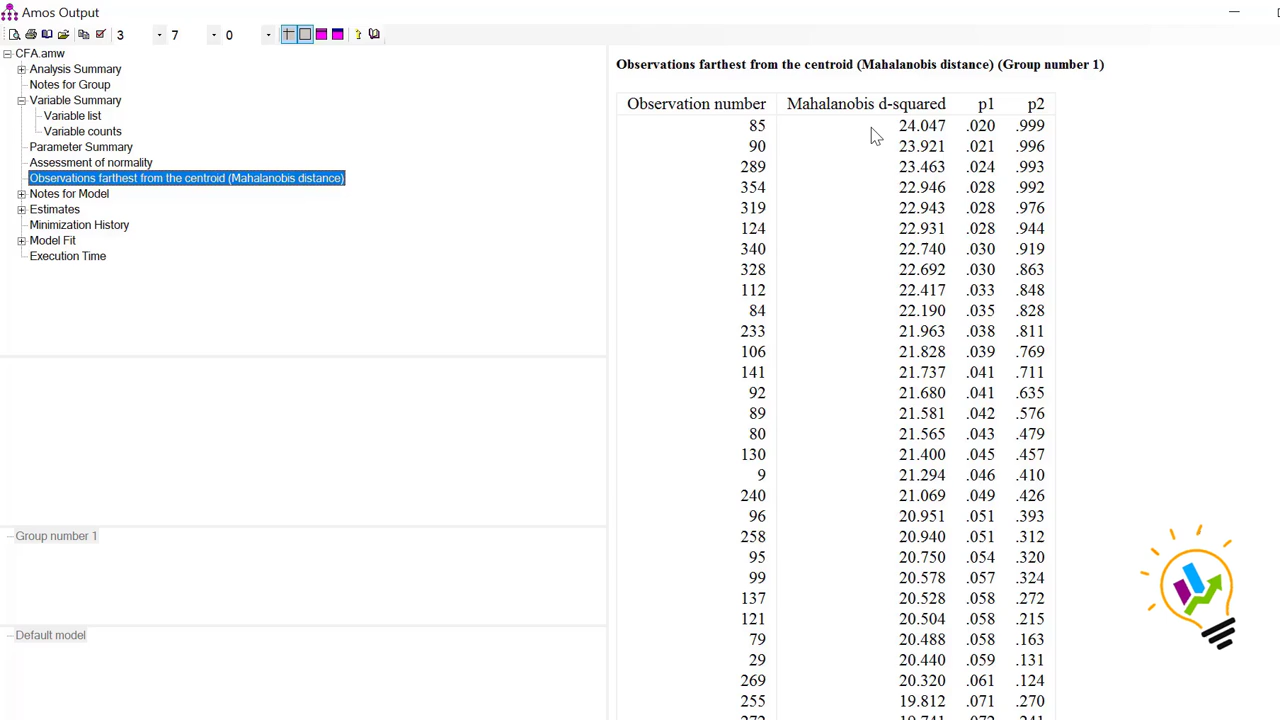 Amos Output
3 7 0
CFA.amw
Analysis Summary
Notes for Group
Variable Summary
Variable list
Variable counts
Parameter Summary
Assessment of normality
Observations farthest from the centroid (Mahalanobis distance)
Notes for Model
Estimates
Minimization History
Model Fit
Execution Time
Group number 1
Default model
Observations farthest from the centroid (Mahalanobis distance) (Group number 1)
Observation number Mahalanobis d-squared p1 p2
85 24.047 .020 .999
90 23.921 .021 .996
289 23.463 .024 .993
354 22.946 .028 .992
319 22.943 .028 .976
124 22.931 .028 .944
340 22.740 .030 .919
328 22.692 .030 .863
112 22.417 .033 .848
84 22.190 .035 .828
233 21.963 .038 .811
106 21.828 .039 .769
141 21.737 .041 .711
92 21.680 .041 .635
89 21.581 .042 .576
80 21.565 .043 .479
130 21.400 .045 .457
9 21.294 .046 .410
240 21.069 .049 .426
96 20.951 .051 .393
258 20.940 .051 .312
95 20.750 .054 .320
99 20.578 .057 .324
137 20.528 .058 .272
121 20.504 .058 .215
79 20.488 .058 .163
29 20.440 .059 .131
269 20.320 .061 .124
255 19.812 .071 .270